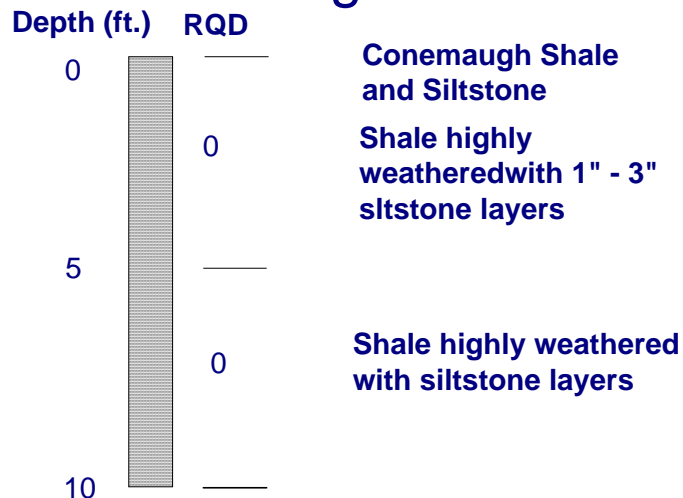 Depth (ft.) RQD
0
Conemaugh Shale
and Siltstone
0
Shale highly
weatheredwith 1" - 3"
sltstone layers
5
0
Shale highly weathered
with siltstone layers
10